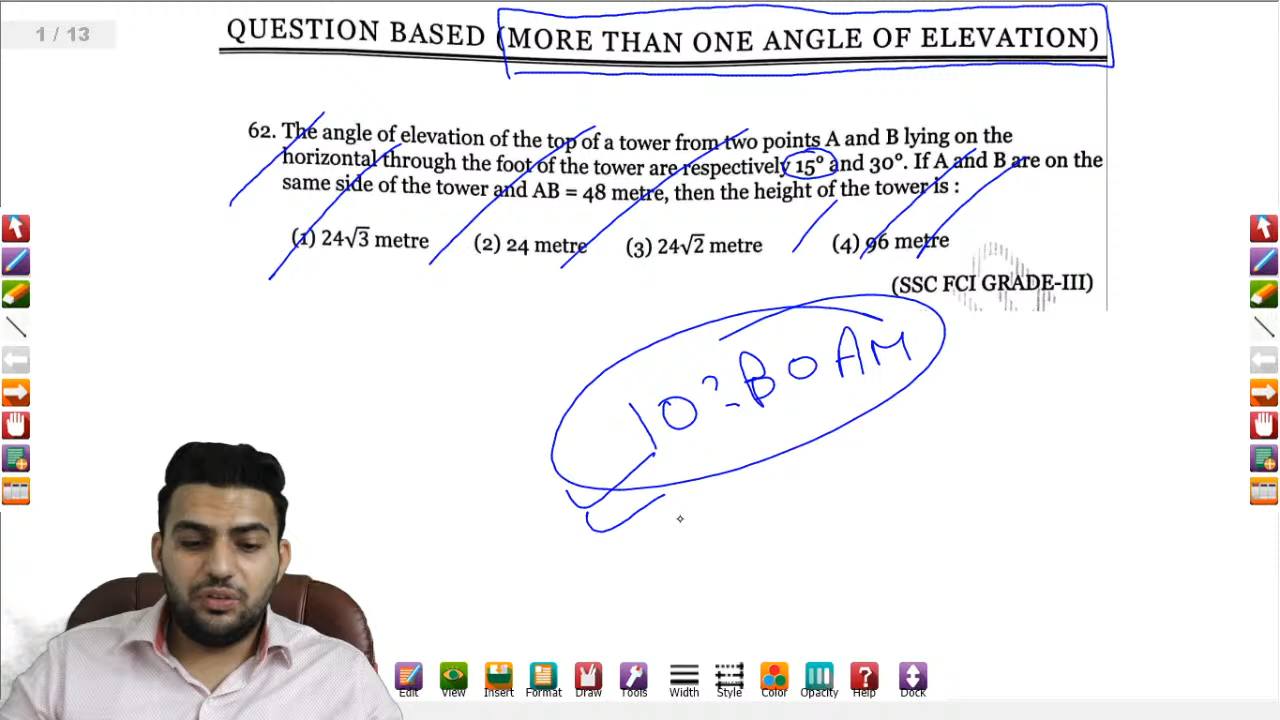 1 / 13
QUESTION BASED (MORE THAN ONE ANGLE OF ELEVATION)
62. The angle of elevation of the top of a tower from two points A and B lying on the
horizontal through the foot of the tower are respectively 15° and 30°. If A and B are on the
same side of the tower and AB = 48 metre, then the height of the tower is :
(1) 24√3 metre (2) 24 metre (3) 24√2 metre (4) 96 metre
(SSC FCI GRADE-III)
BOAM
Edit View Insert Format Draw Tools Width Style Color Opacity Help Dock